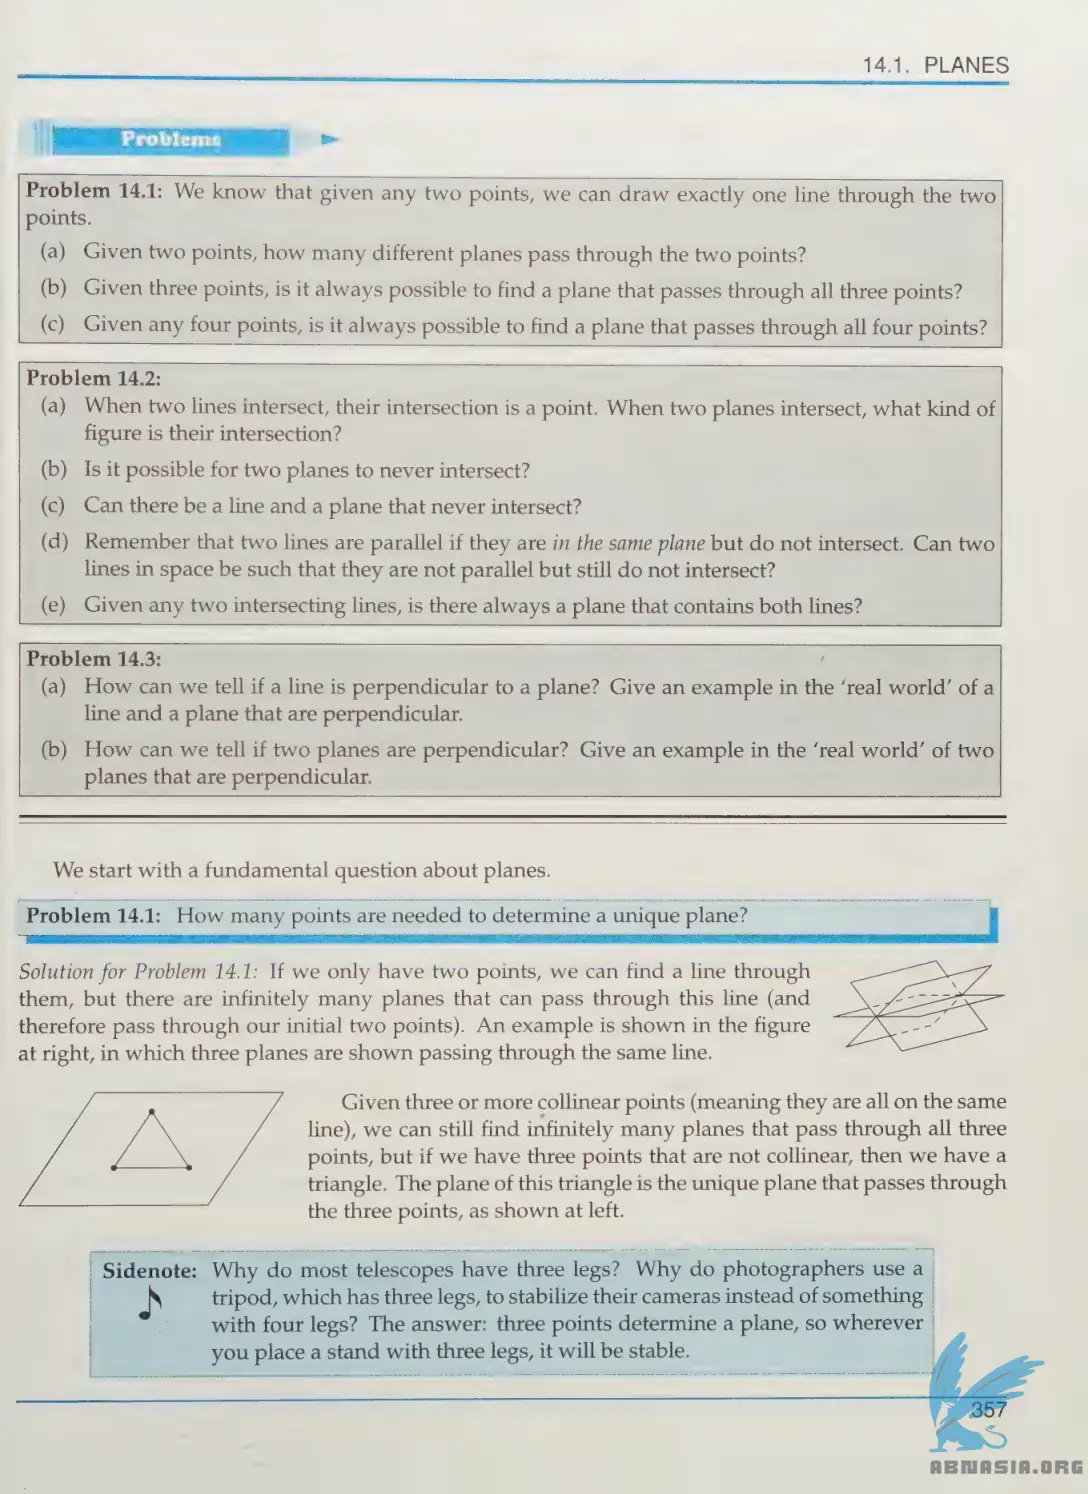 14.1. PLANES
Problems
Problem 14.1: We know that given any two points, we can draw exactly one line through the two
points.
(a) Given two points, how many different planes pass through the two points?
(b) Given three points, is it always possible to find a plane that passes through all three points?
(c) Given any four points, is it always possible to find a plane that passes through all four points?
Problem 14.2:
(a) When two lines intersect, their intersection is a point. When two planes intersect, what kind of
figure is their intersection?
(b) Is it possible for two planes to never intersect?
(c) Can there be a line and a plane that never intersect?
(d) Remember that two lines are parallel if they are in the same plane but do not intersect. Can two
lines in space be such that they are not parallel but still do not intersect?
(e) Given any two intersecting lines, is there always a plane that contains both lines?
Problem 14.3:
(a) How can we tell if a line is perpendicular to a plane? Give an example in the 'real world' of a
line and a plane that are perpendicular.
(b) How can we tell if two planes are perpendicular? Give an example in the 'real world' of two
planes that are perpendicular.
We start with a fundamental question about planes.
Problem 14.1: How many points are needed to determine a unique plane?
Solution for Problem 14.1: If we only have two points, we can find a line through
them, but there are infinitely many planes that can pass through this line (and
therefore pass through our initial two points). An example is shown in the figure
at right, in which three planes are shown passing through the same line.
Given three or more collinear points (meaning they are all on the same
line), we can still find infinitely many planes that pass through all three
points, but if we have three points that are not collinear, then we have a
triangle. The plane of this triangle is the unique plane that passes through
the three points, as shown at left.
Sidenote: Why do most telescopes have three legs? Why do photographers use a
tripod, which has three legs, to stabilize their cameras instead of something
with four legs? The answer: three points determine a plane, so wherever
you place a stand with three legs, it will be stable.
357
ABNASIA.ORG